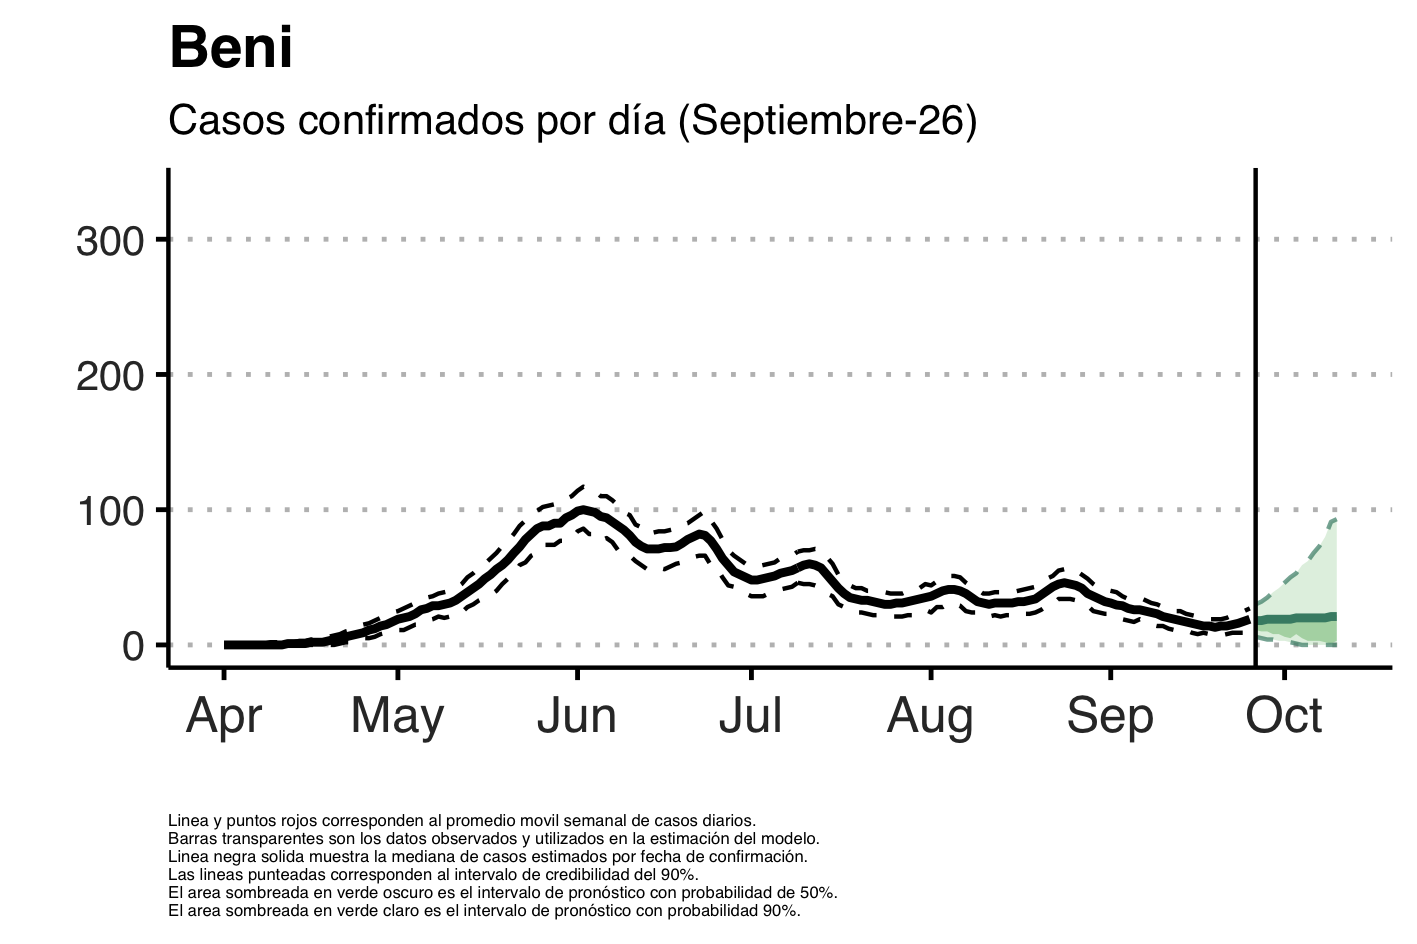 Beni
Casos confirmados por día (Septiembre-26)
300
200
100
0
Apr May Jun Jul Aug Sep Oct
Linea y puntos rojos corresponden al promedio movil semanal de casos diarios.
Barras transparentes son los datos observados y utilizados en la estimación del modelo.
Linea negra solida muestra la mediana de casos estimados por fecha de confirmación.
Las lineas punteadas corresponden al intervalo de credibilidad del 90%.
El area sombreada en verde oscuro es el intervalo de pronóstico con probabilidad de 50%.
El area sombreada en verde claro es el intervalo de pronóstico con probabilidad 90%.